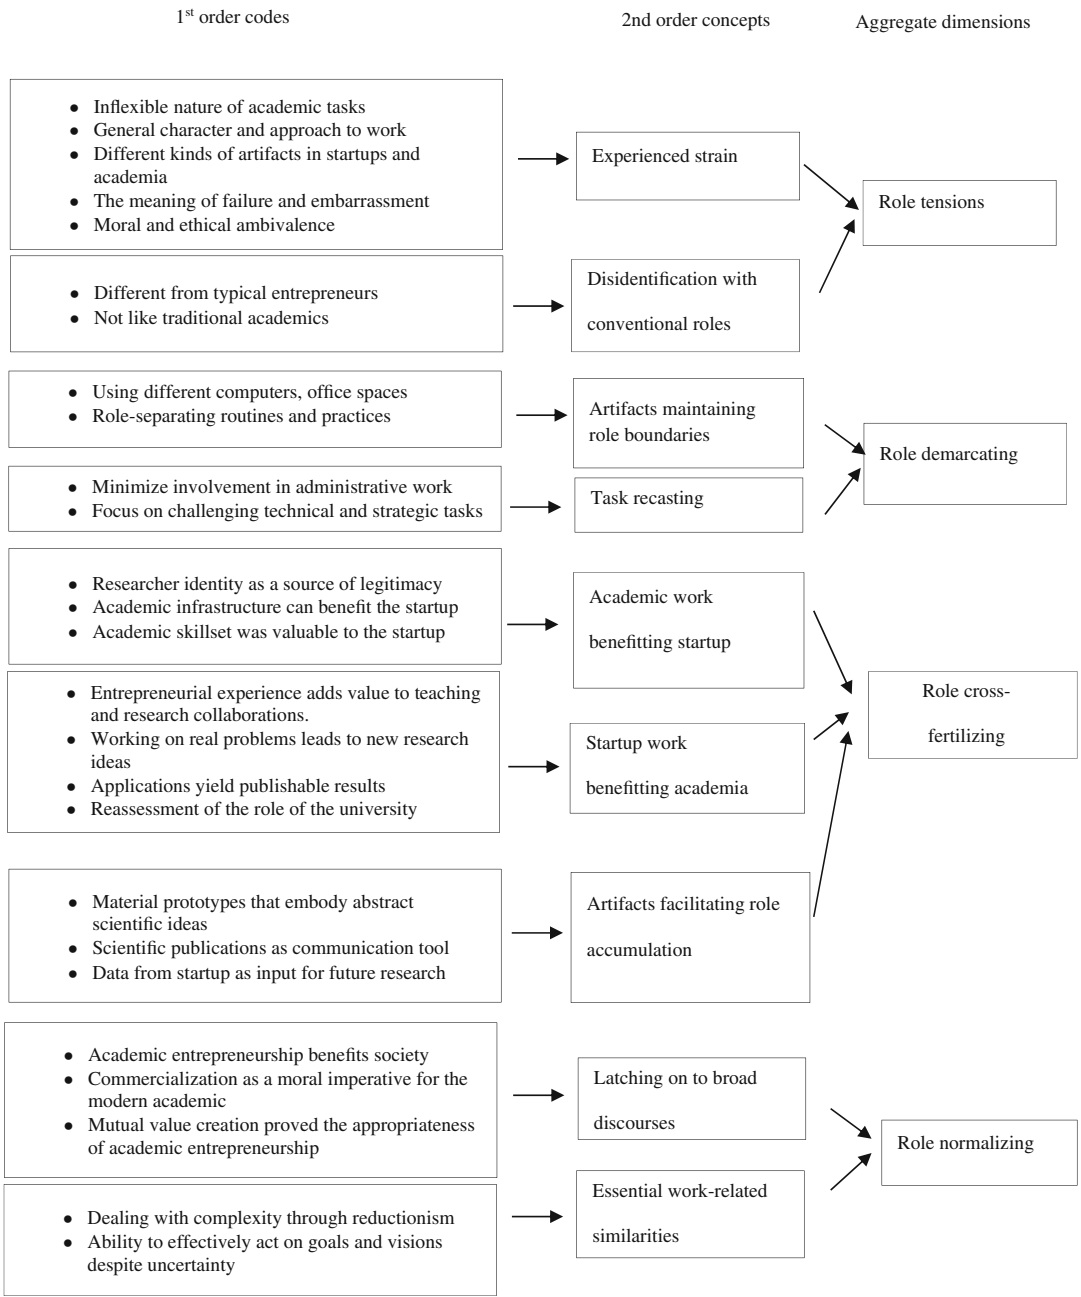 1st order codes
2nd order concepts
Aggregate dimensions
● Inflexible nature of academic tasks
● General character and approach to work
● Different kinds of artifacts in startups and
academia
● The meaning of failure and embarrassment
● Moral and ethical ambivalence
Experienced strain
Role tensions
● Different from typical entrepreneurs
● Not like traditional academics
Disidentification with
conventional roles
● Using different computers, office spaces
● Role-separating routines and practices
Artifacts maintaining
role boundaries
Role demarcating
● Minimize involvement in administrative work
● Focus on challenging technical and strategic tasks
Task recasting
● Researcher identity as a source of legitimacy
● Academic infrastructure can benefit the startup
● Academic skillset was valuable to the startup
Academic work
benefitting startup
Role cross-
fertilizing
● Entrepreneurial experience adds value to teaching
and research collaborations.
● Working on real problems leads to new research
ideas
● Applications yield publishable results
● Reassessment of the role of the university
Startup work
benefitting academia
● Material prototypes that embody abstract
scientific ideas
● Scientific publications as communication tool
● Data from startup as input for future research
Artifacts facilitating role
accumulation
● Academic entrepreneurship benefits society
● Commercialization as a moral imperative for the
modern academic
● Mutual value creation proved the appropriateness
of academic entrepreneurship
Latching on to broad
discourses
Role normalizing
● Dealing with complexity through reductionism
● Ability to effectively act on goals and visions
despite uncertainty
Essential work-related
similarities